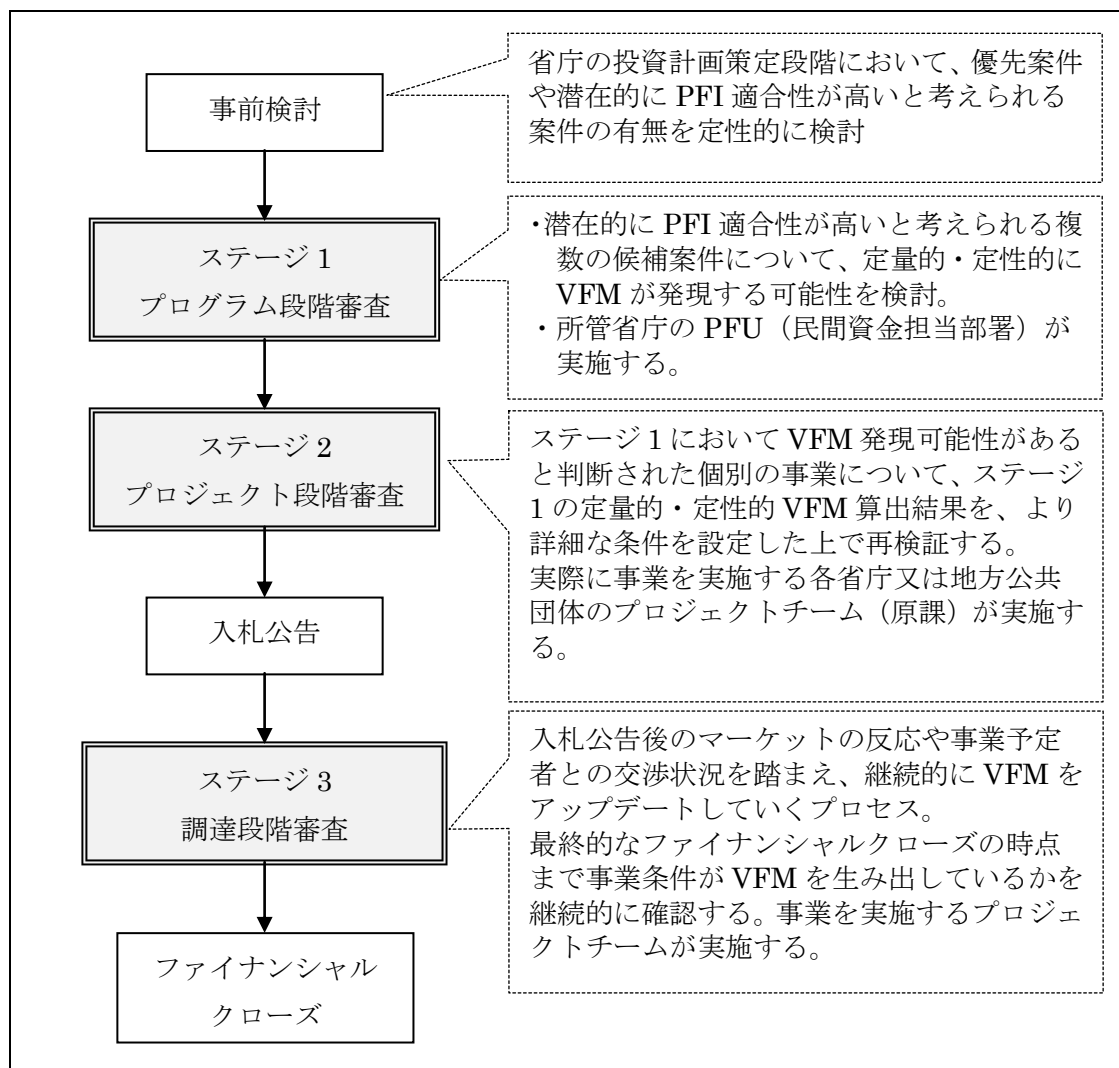 事前検討
省庁の投資計画策定段階において、優先案件
や潜在的に PFI 適合性が高いと考えられる
案件の有無を定性的に検討
ステージ 1
プログラム段階審査
・潜在的に PFI 適合性が高いと考えられる複
数の候補案件について、定量的・定性的に
VFM が発現する可能性を検討。
・所管省庁の PFU（民間資金担当部署）が
実施する。
ステージ 2
プロジェクト段階審査
ステージ 1 において VFM 発現可能性がある
と判断された個別の事業について、ステージ
1 の定量的・定性的 VFM 算出結果を、より
詳細な条件を設定した上で再検証する。
実際に事業を実施する各省庁又は地方公共
団体のプロジェクトチーム（原課）が実施す
る。
入札公告
ステージ 3
調達段階審査
入札公告後のマーケットの反応や事業予定
者との交渉状況を踏まえ、継続的に VFM を
アップデートしていくプロセス。
最終的なファイナンシャルクローズの時点
まで事業条件が VFM を生み出しているかを
継続的に確認する。事業を実施するプロジェ
クトチームが実施する。
ファイナンシャル
クローズ